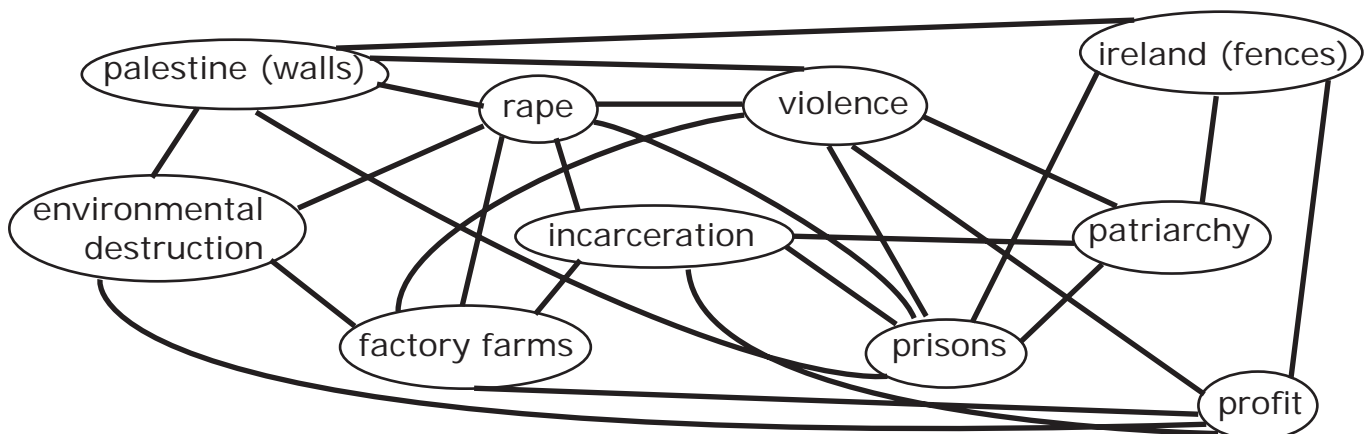 palestine (walls)
ireland (fences)
rape
violence
environmental
destruction
incarceration
patriarchy
factory farms
prisons
profit